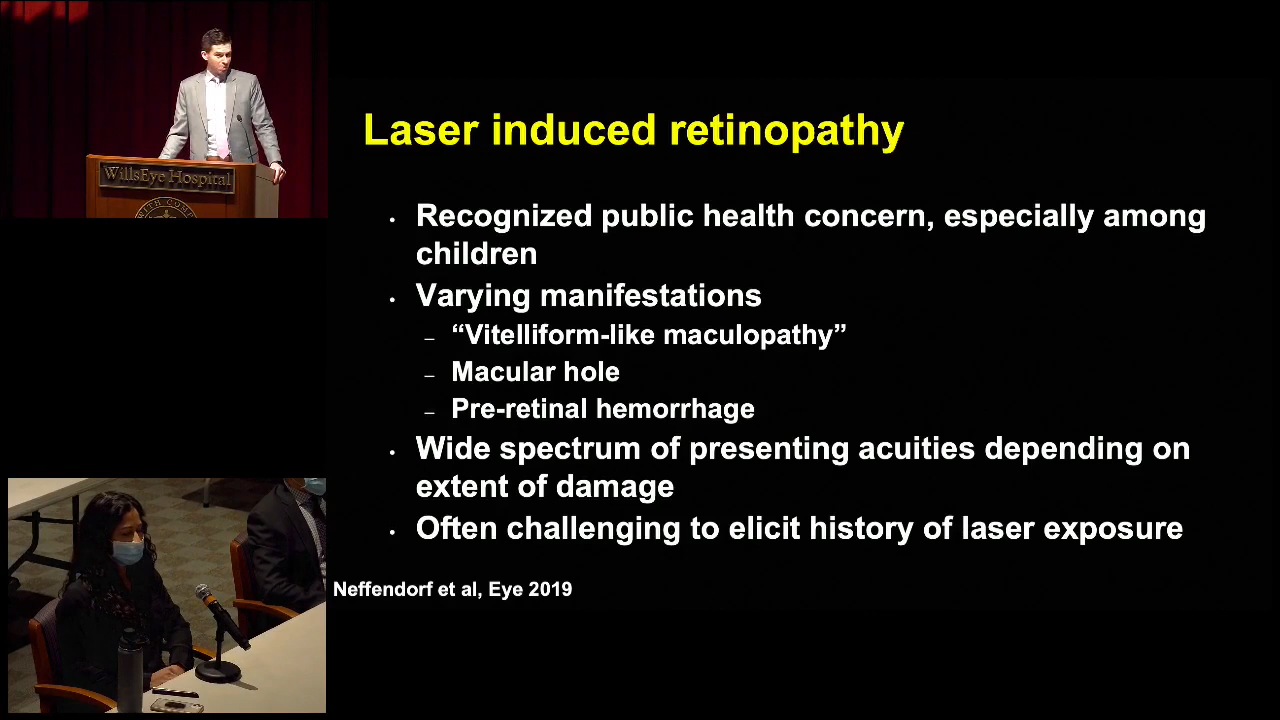 WillsEye Hospital
WITH COMP
Laser induced retinopathy
• Recognized public health concern, especially among
children
• Varying manifestations
– “Vitelliform-like maculopathy”
– Macular hole
– Pre-retinal hemorrhage
• Wide spectrum of presenting acuities depending on
extent of damage
• Often challenging to elicit history of laser exposure
Neffendorf et al, Eye 2019